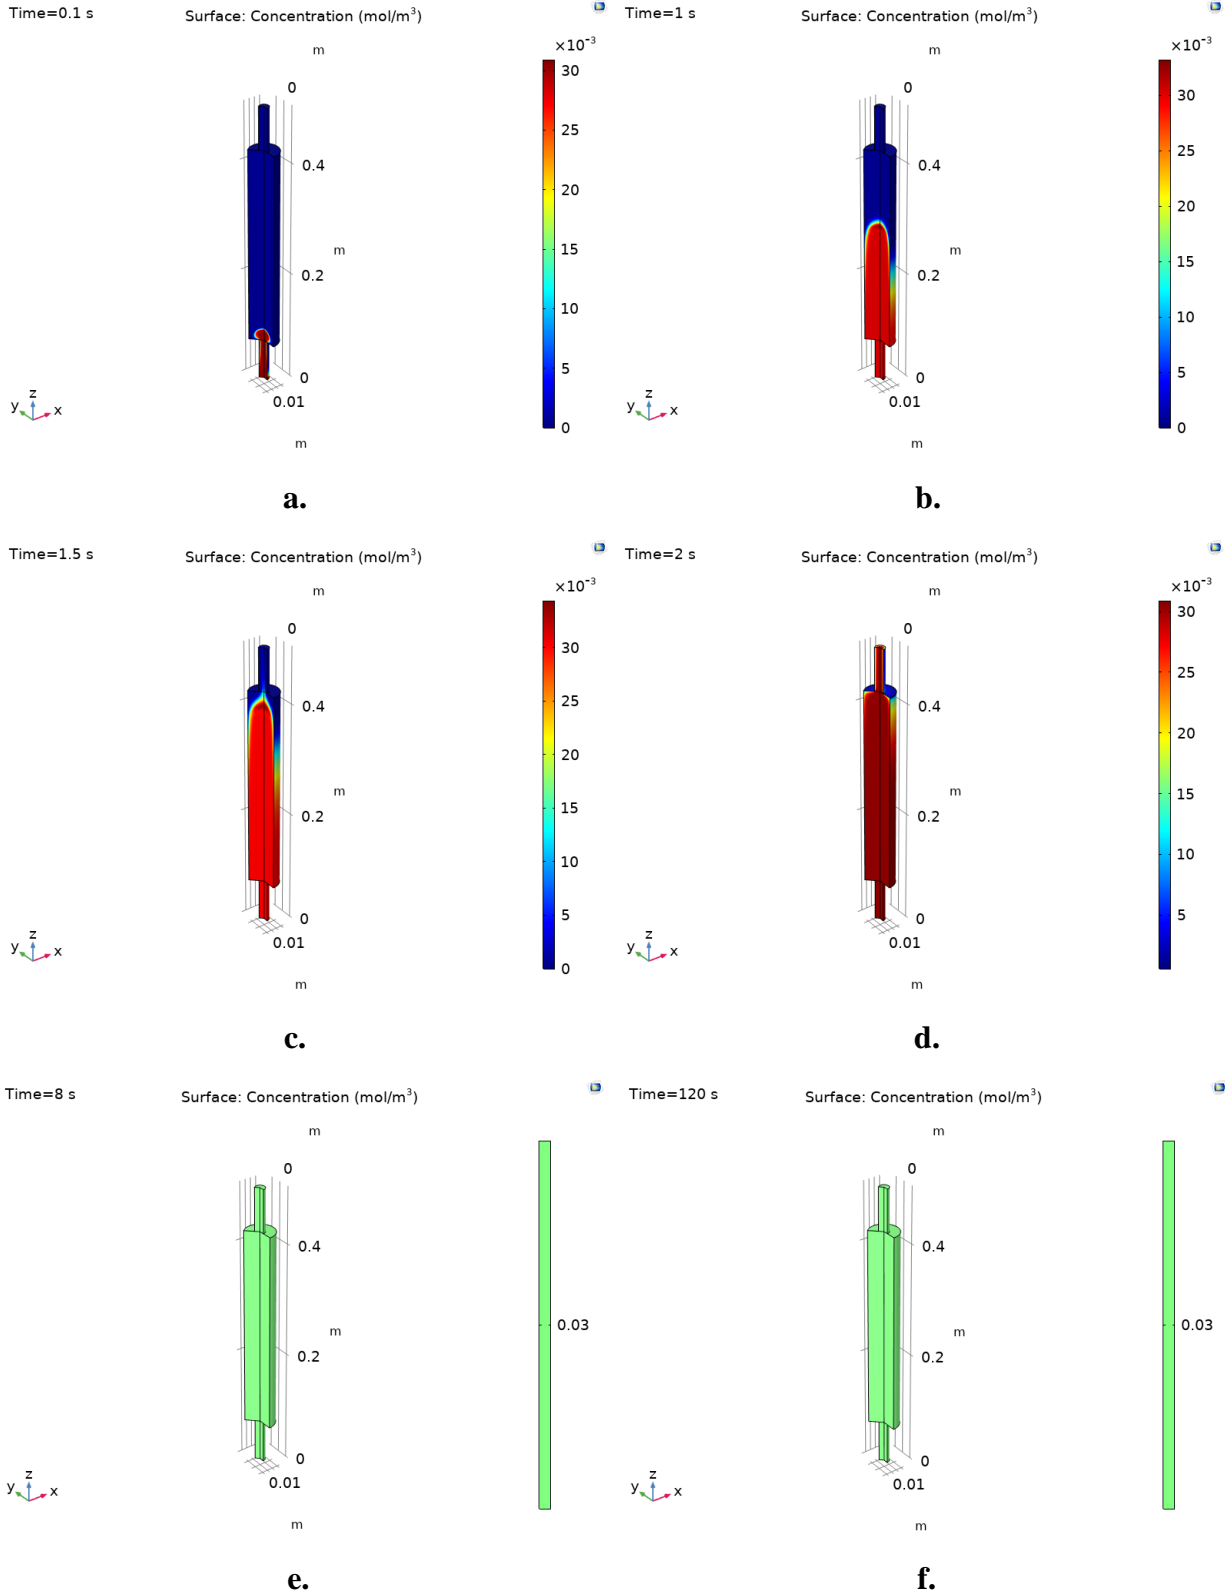 Time=0.1 s
Surface: Concentration (mol/m³)
m
×10⁻³
0
30
25
20
15
10
5
0
0.4
m
0.2
0
0.01
m
y z x
a.
Time=1 s
Surface: Concentration (mol/m³)
m
×10⁻³
0
30
25
20
15
10
5
0
0.4
m
0.2
0
0.01
m
y z x
b.
Time=1.5 s
Surface: Concentration (mol/m³)
m
×10⁻³
0
30
25
20
15
10
5
0
0.4
m
0.2
0
0.01
m
y z x
c.
Time=2 s
Surface: Concentration (mol/m³)
m
×10⁻³
0
30
25
20
15
10
5
0.4
m
0.2
0
0.01
m
y z x
d.
Time=8 s
Surface: Concentration (mol/m³)
m
0
0.4
m
0.03
0.2
0
0.01
m
y z x
e.
Time=120 s
Surface: Concentration (mol/m³)
m
0
0.4
m
0.03
0.2
0
0.01
m
y z x
f.